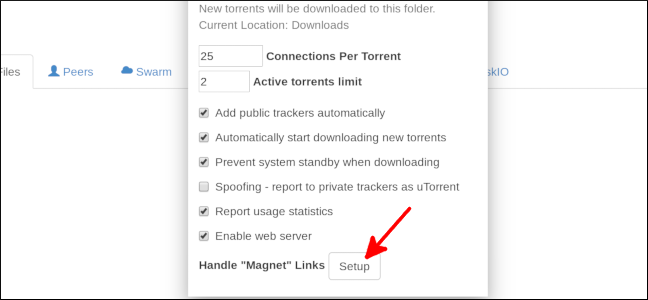 New torrents will be downloaded to this folder.
Current Location: Downloads
25 Connections Per Torrent
2 Active torrents limit
Files Peers Swarm skIO
Add public trackers automatically
Automatically start downloading new torrents
Prevent system standby when downloading
Spoofing - report to private trackers as uTorrent
Report usage statistics
Enable web server
Handle "Magnet" Links Setup